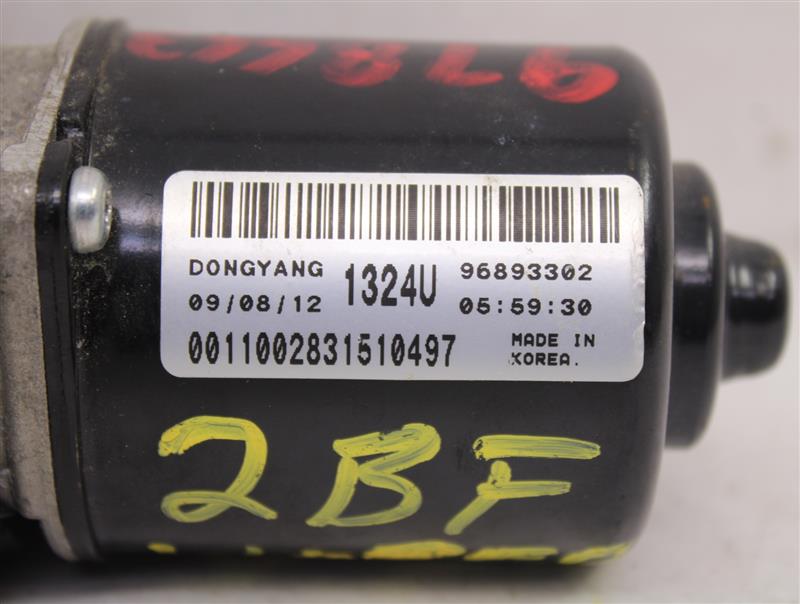 DONGYANG 1324U 96893302
09/08/12 05:59:30
0011002831510497 MADE IN
KOREA.
2BF